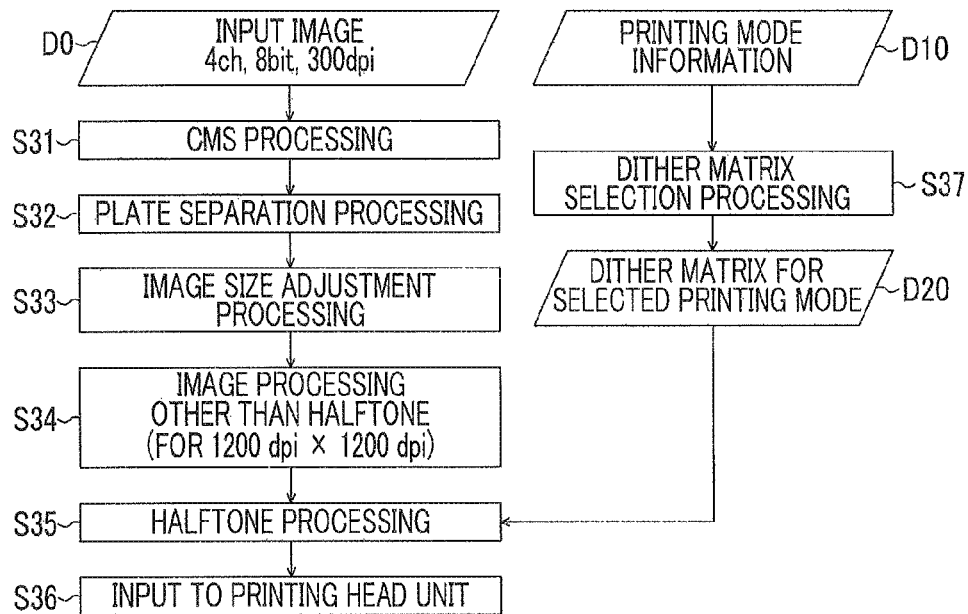 D0
INPUT IMAGE
4ch, 8bit, 300dpi
PRINTING MODE
INFORMATION
D10
S31
CMS PROCESSING
S32
PLATE SEPARATION PROCESSING
DITHER MATRIX
SELECTION PROCESSING
S37
S33
IMAGE SIZE ADJUSTMENT
PROCESSING
DITHER MATRIX FOR
SELECTED PRINTING MODE
D20
S34
IMAGE PROCESSING
OTHER THAN HALFTONE
(FOR 1200 dpi × 1200 dpi)
S35
HALFTONE PROCESSING
S36
INPUT TO PRINTING HEAD UNIT